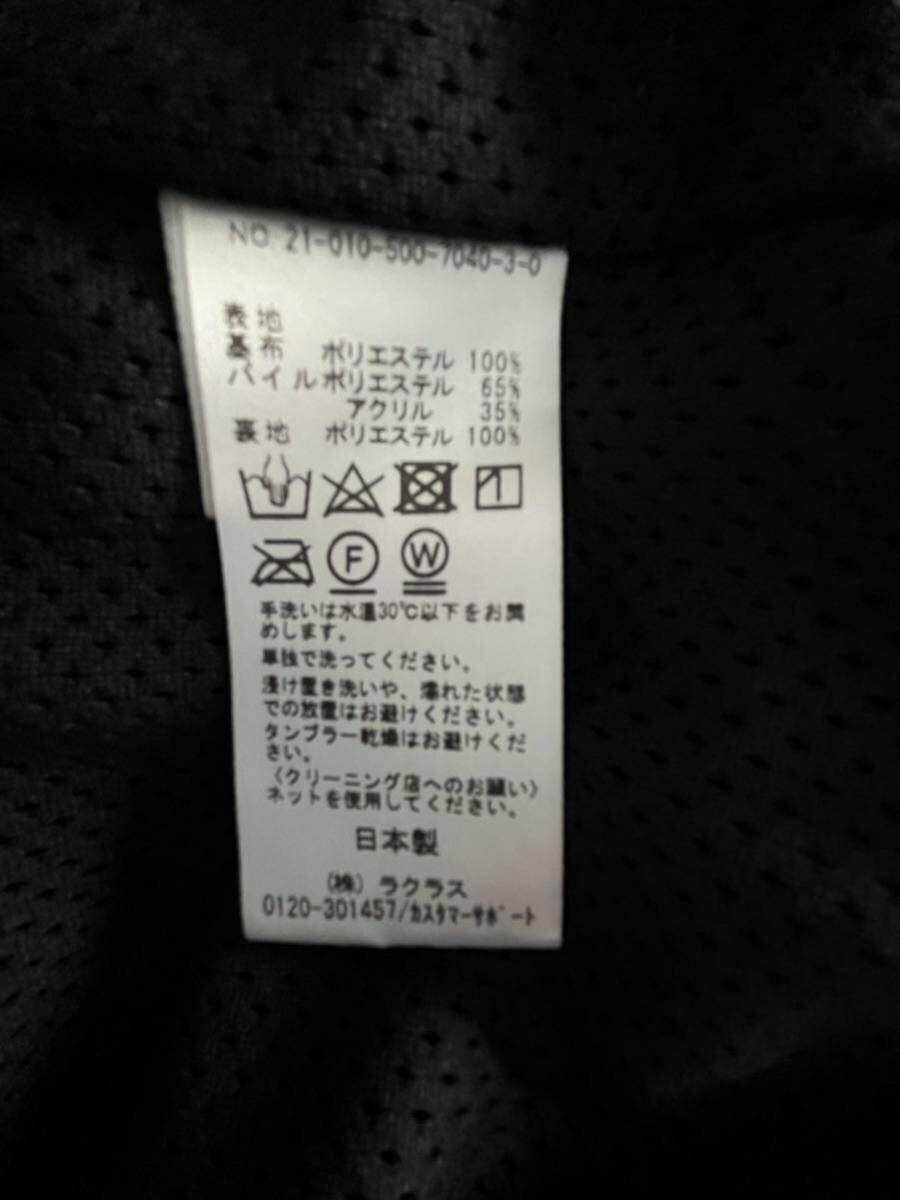 NO 21-010-500-7040-3-0
表地
基布 ポリエステル 100%
パイル ポリエステル 65%
アクリル 35%
裏地 ポリエステル 100%
F W
手洗いは水温30℃以下をお薦
めします。
単独で洗ってください。
浸け置き洗いや、濡れた状態
での放置はお避けください。
タンブラー乾燥はお避けくだ
さい。
〈クリーニング店へのお願い〉
ネットを使用してください。
日本製
(株) ラクラス
0120-301457/カスタマーサポート